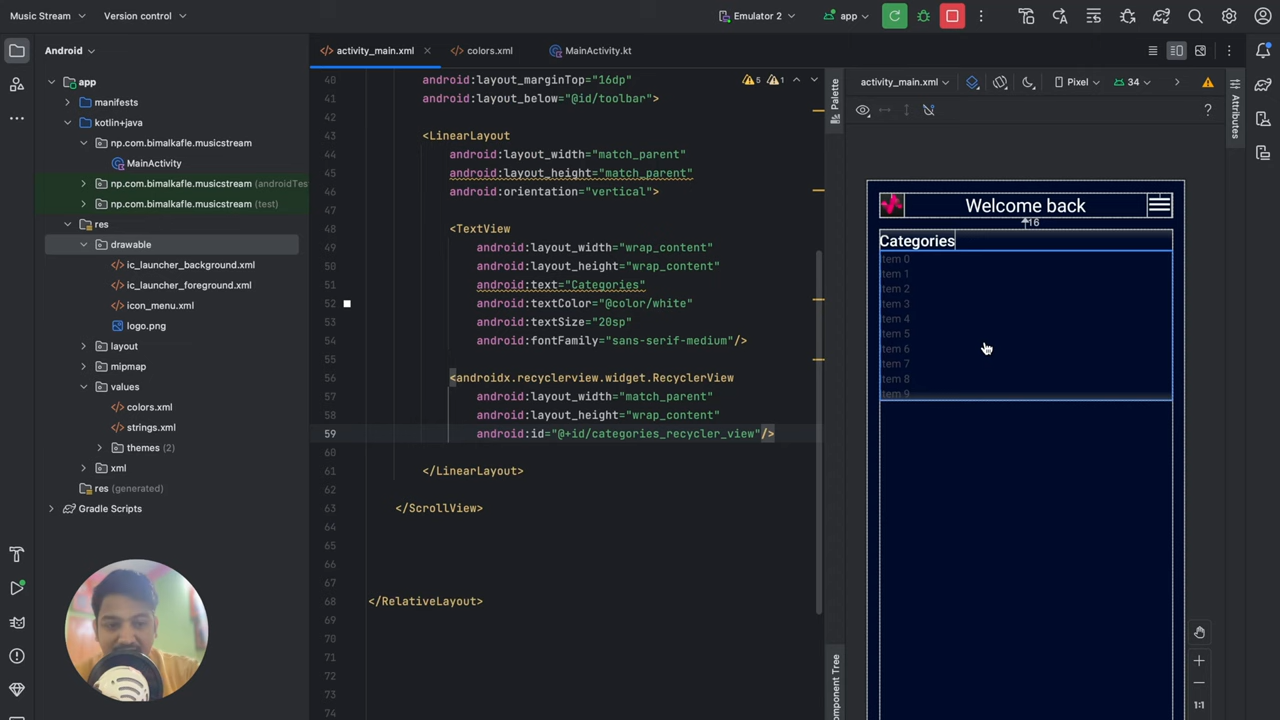 Music Stream
Version control
Emulator 2
app
Android
activity_main.xml
colors.xml
MainActivity.kt
app
manifests
kotlin+java
np.com.bimalkafle.musicstream
MainActivity
np.com.bimalkafle.musicstream (androidTes
np.com.bimalkafle.musicstream (test)
res
drawable
ic_launcher_background.xml
ic_launcher_foreground.xml
icon_menu.xml
logo.png
layout
mipmap
values
colors.xml
strings.xml
themes (2)
xml
res (generated)
Gradle Scripts
5 1
40 android:layout_marginTop="16dp"
41 android:layout_below="@id/toolbar">
42
43 <LinearLayout
44 android:layout_width="match_parent"
45 android:layout_height="match_parent"
46 android:orientation="vertical">
47
48 <TextView
49 android:layout_width="wrap_content"
50 android:layout_height="wrap_content"
51 android:text="Categories"
52 android:textColor="@color/white"
53 android:textSize="20sp"
54 android:fontFamily="sans-serif-medium"/>
55
56 <androidx.recyclerview.widget.RecyclerView
57 android:layout_width="match_parent"
58 android:layout_height="wrap_content"
59 android:id="@+id/categories_recycler_view"/>
60
61 </LinearLayout>
62
63 </ScrollView>
64
65
66
67
68 </RelativeLayout>
69
70
71
72
73
74
Palette
Component Tree
activity_main.xml
Pixel
34
Attributes
Welcome back
16
Categories
Item 0
Item 1
Item 2
Item 3
Item 4
Item 5
Item 6
Item 7
Item 8
Item 9
1:1